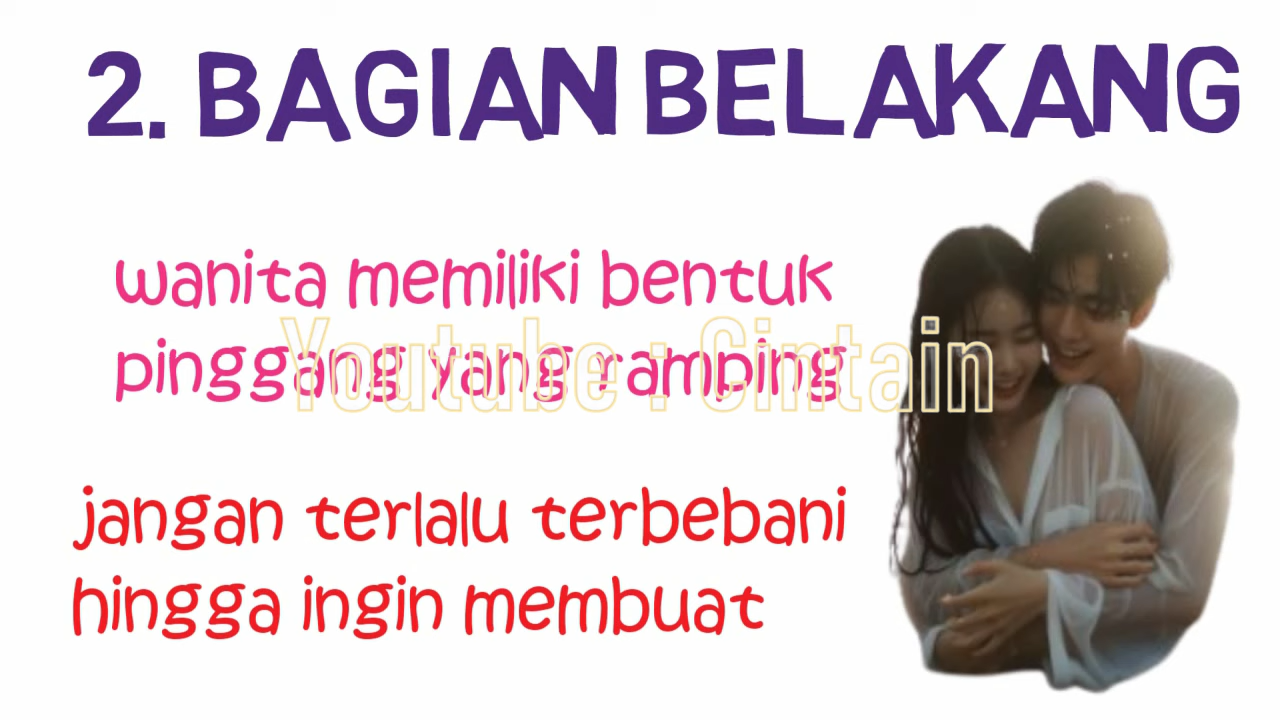 2. BAGIAN BELAKANG
wanita memiliki bentuk
pinggang yang ramping
Youtube : Cintain
jangan terlalu terbebani
hingga ingin membuat